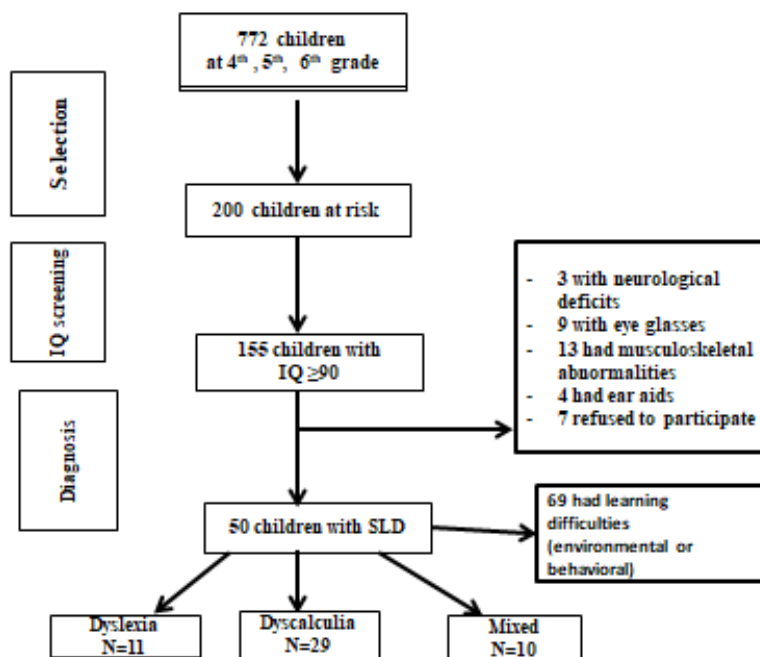 772 children
at 4ᵗʰ , 5ᵗʰ, 6ᵗʰ grade
Selection
200 children at risk
IQ screening
- 3 with neurological
deficits
- 9 with eye glasses
- 13 had musculoskeletal
abnormalities
- 4 had ear aids
- 7 refused to participate
155 children with
IQ ≥90
Diagnosis
50 children with SLD
69 had learning
difficulties
(environmental or
behavioral)
Dyslexia
N=11
Dyscalculia
N=29
Mixed
N=10